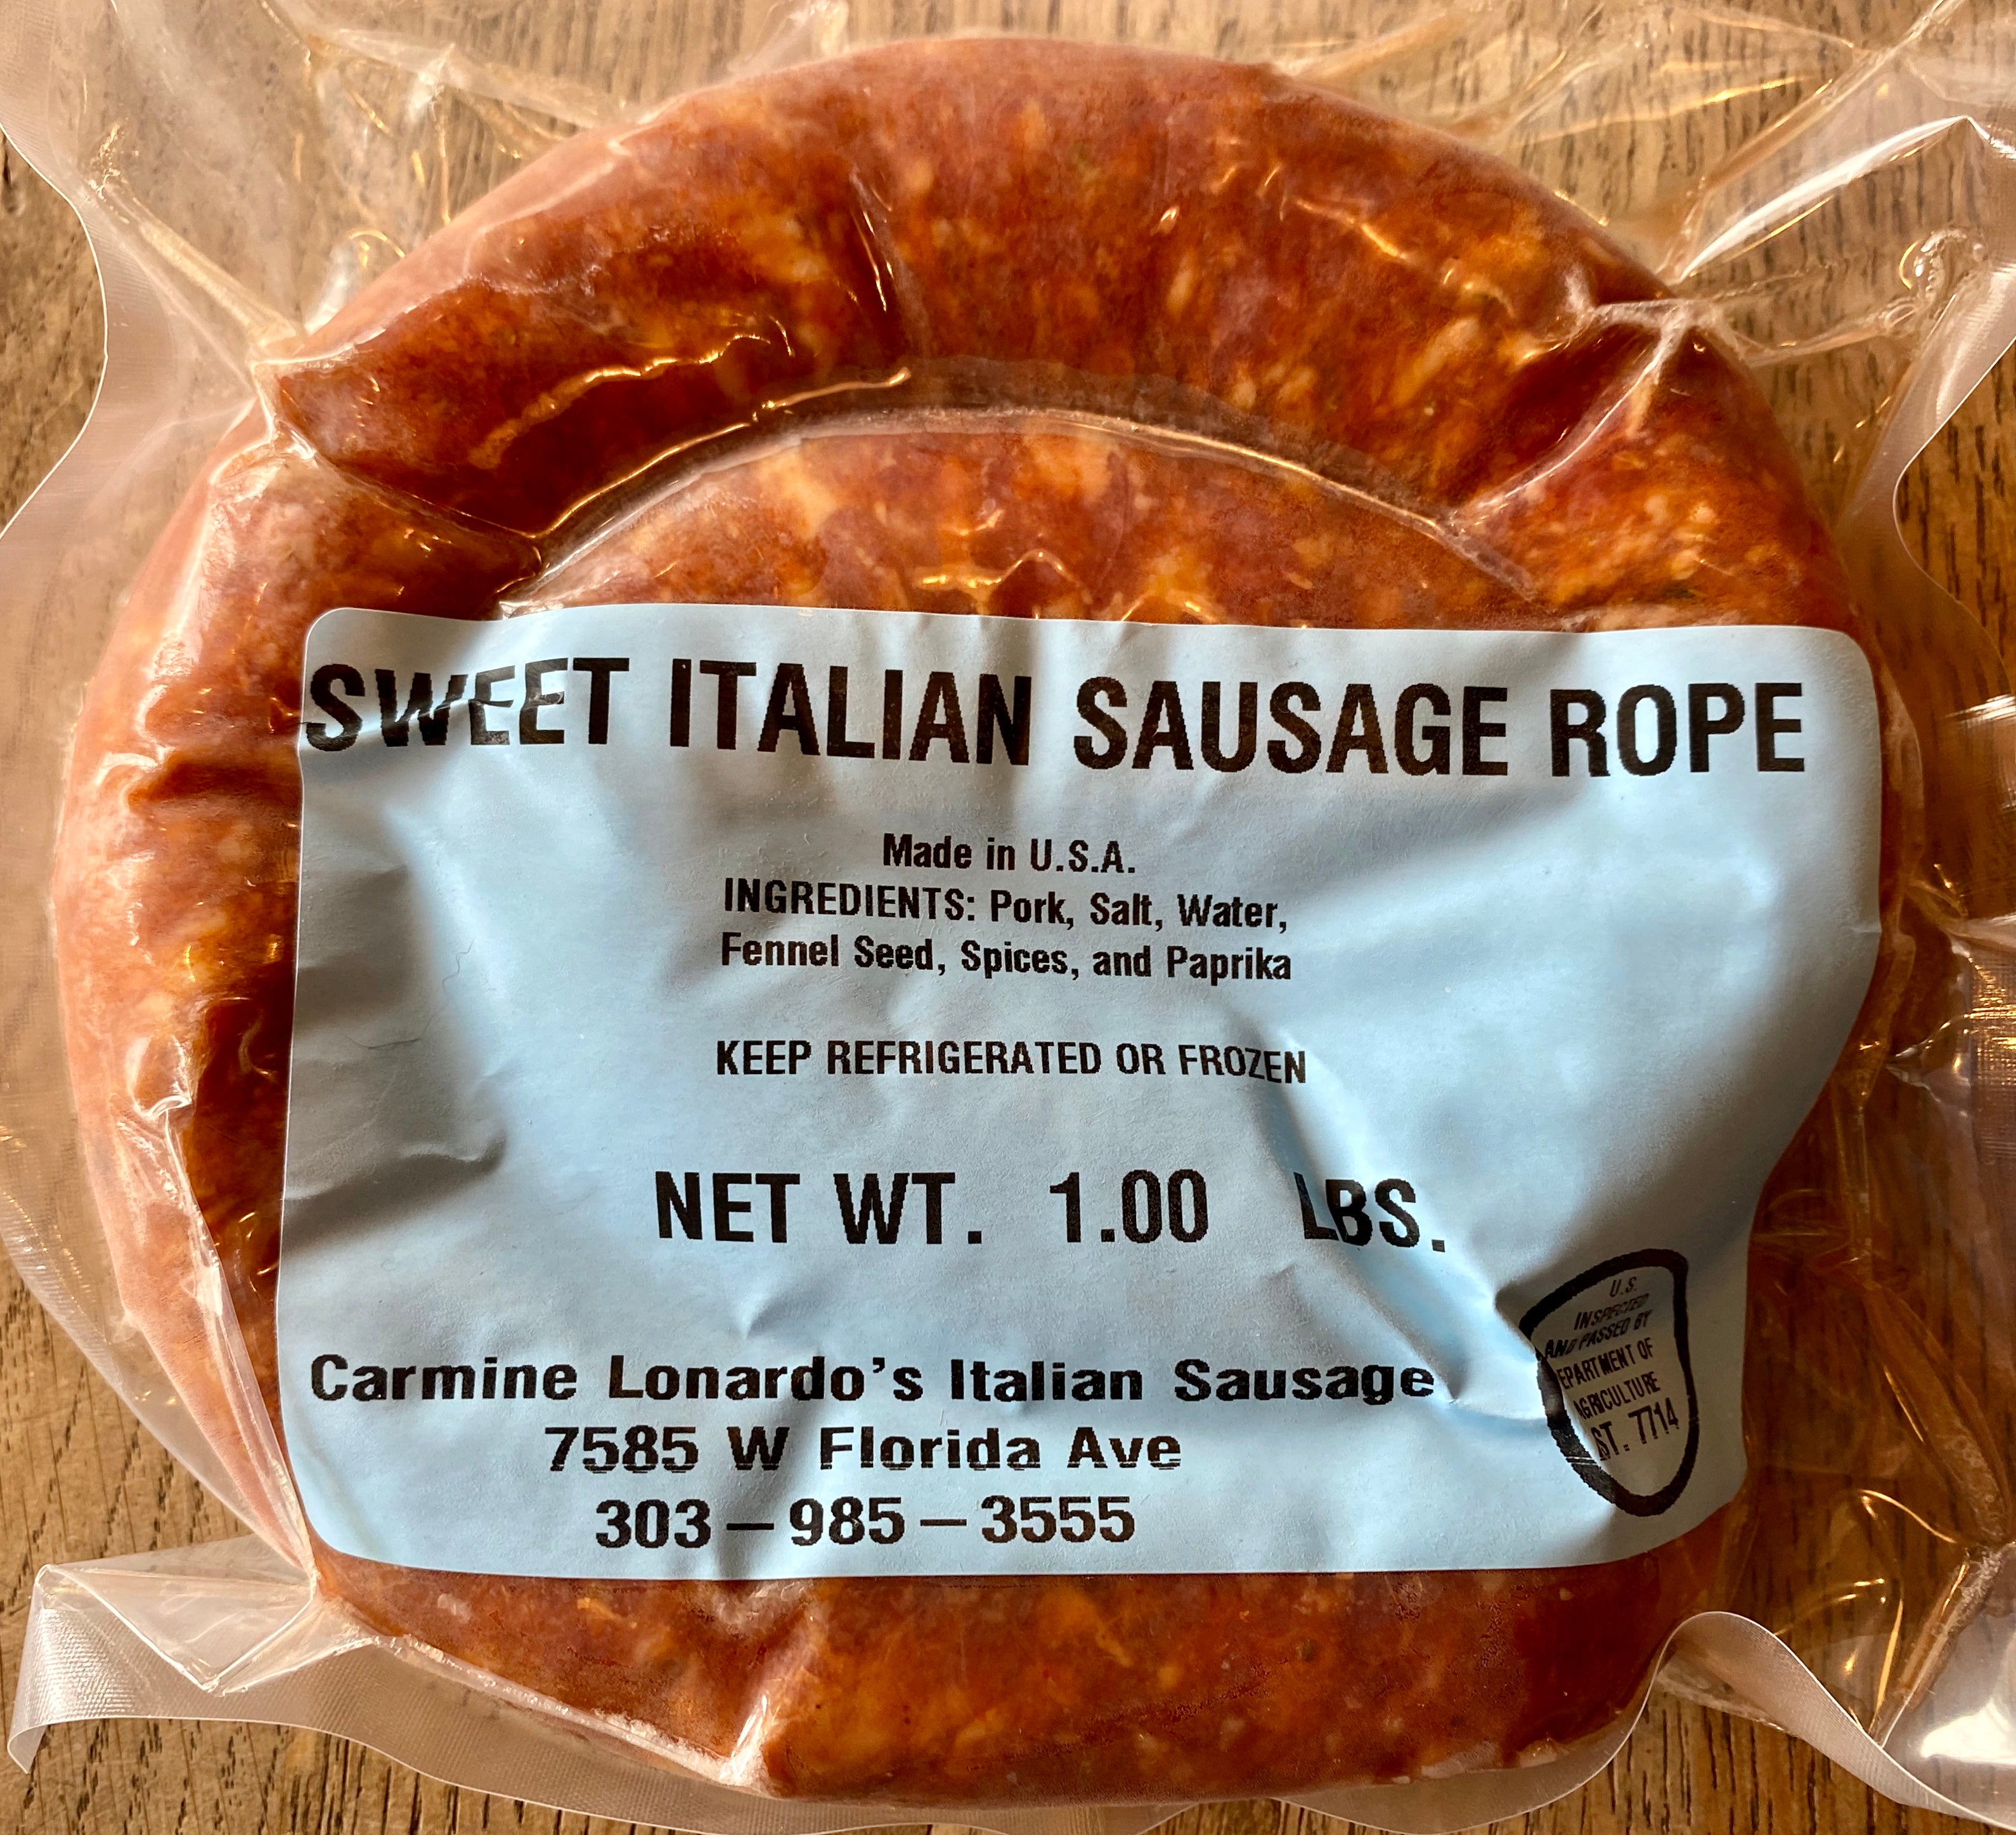 SWEET ITALIAN SAUSAGE ROPE
Made in U.S.A.
INGREDIENTS: Pork, Salt, Water,
Fennel Seed, Spices, and Paprika
KEEP REFRIGERATED OR FROZEN
NET WT. 1.00 LBS.
Carmine Lonardo's Italian Sausage
7585 W Florida Ave
303-985-3555
U.S.
INSPECTED
AND PASSED BY
EPARTMENT OF
AGRICULTURE
ST. 7714